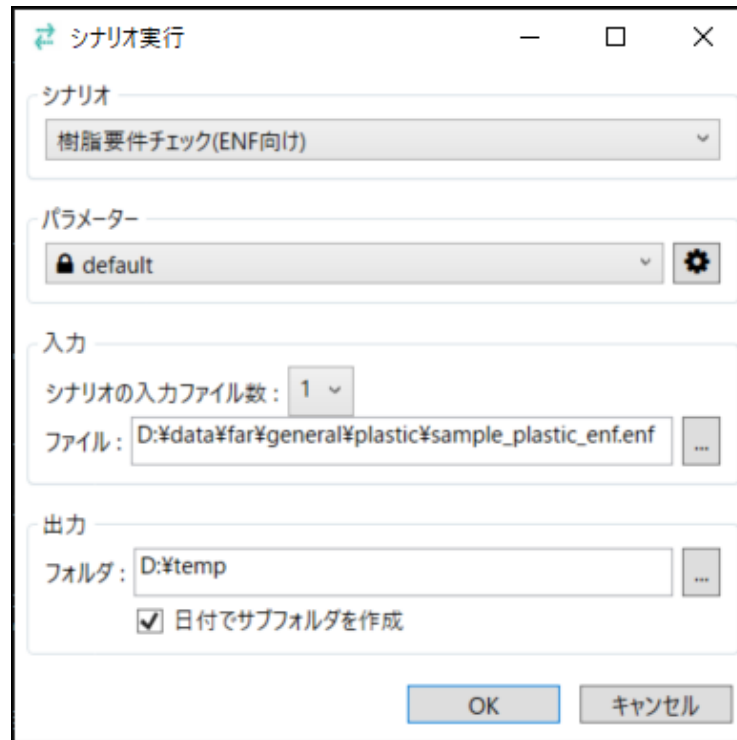 シナリオ実行
シナリオ
樹脂要件チェック(ENF向け)
パラメーター
default
入力
シナリオの入力ファイル数 : 1
ファイル : D:¥data¥far¥general¥plastic¥sample_plastic_enf.enf ...
出力
フォルダ : D:¥temp ...
日付でサブフォルダを作成
OK キャンセル